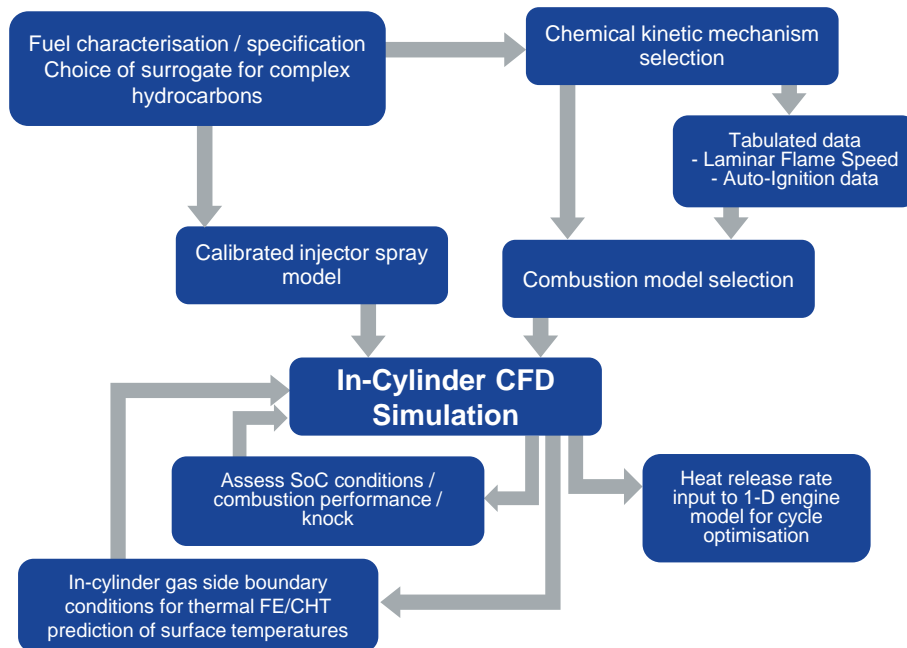 Fuel characterisation / specification
Choice of surrogate for complex
hydrocarbons
Chemical kinetic mechanism
selection
Tabulated data
- Laminar Flame Speed
- Auto-Ignition data
Calibrated injector spray
model
Combustion model selection
In-Cylinder CFD
Simulation
Assess SoC conditions /
combustion performance /
knock
Heat release rate
input to 1-D engine
model for cycle
optimisation
In-cylinder gas side boundary
conditions for thermal FE/CHT
prediction of surface temperatures